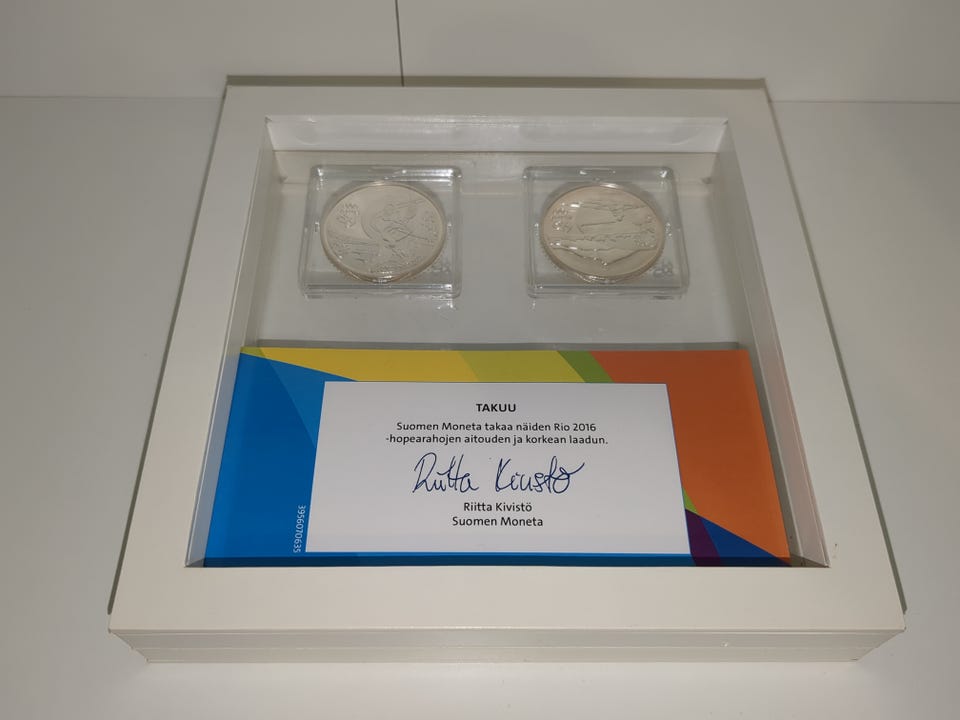 TAKUU
Suomen Moneta takaa näiden Rio 2016
-hopearahojen aitouden ja korkean laadun.
Riitta Kivistö
Riitta Kivistö
Suomen Moneta
3956070635